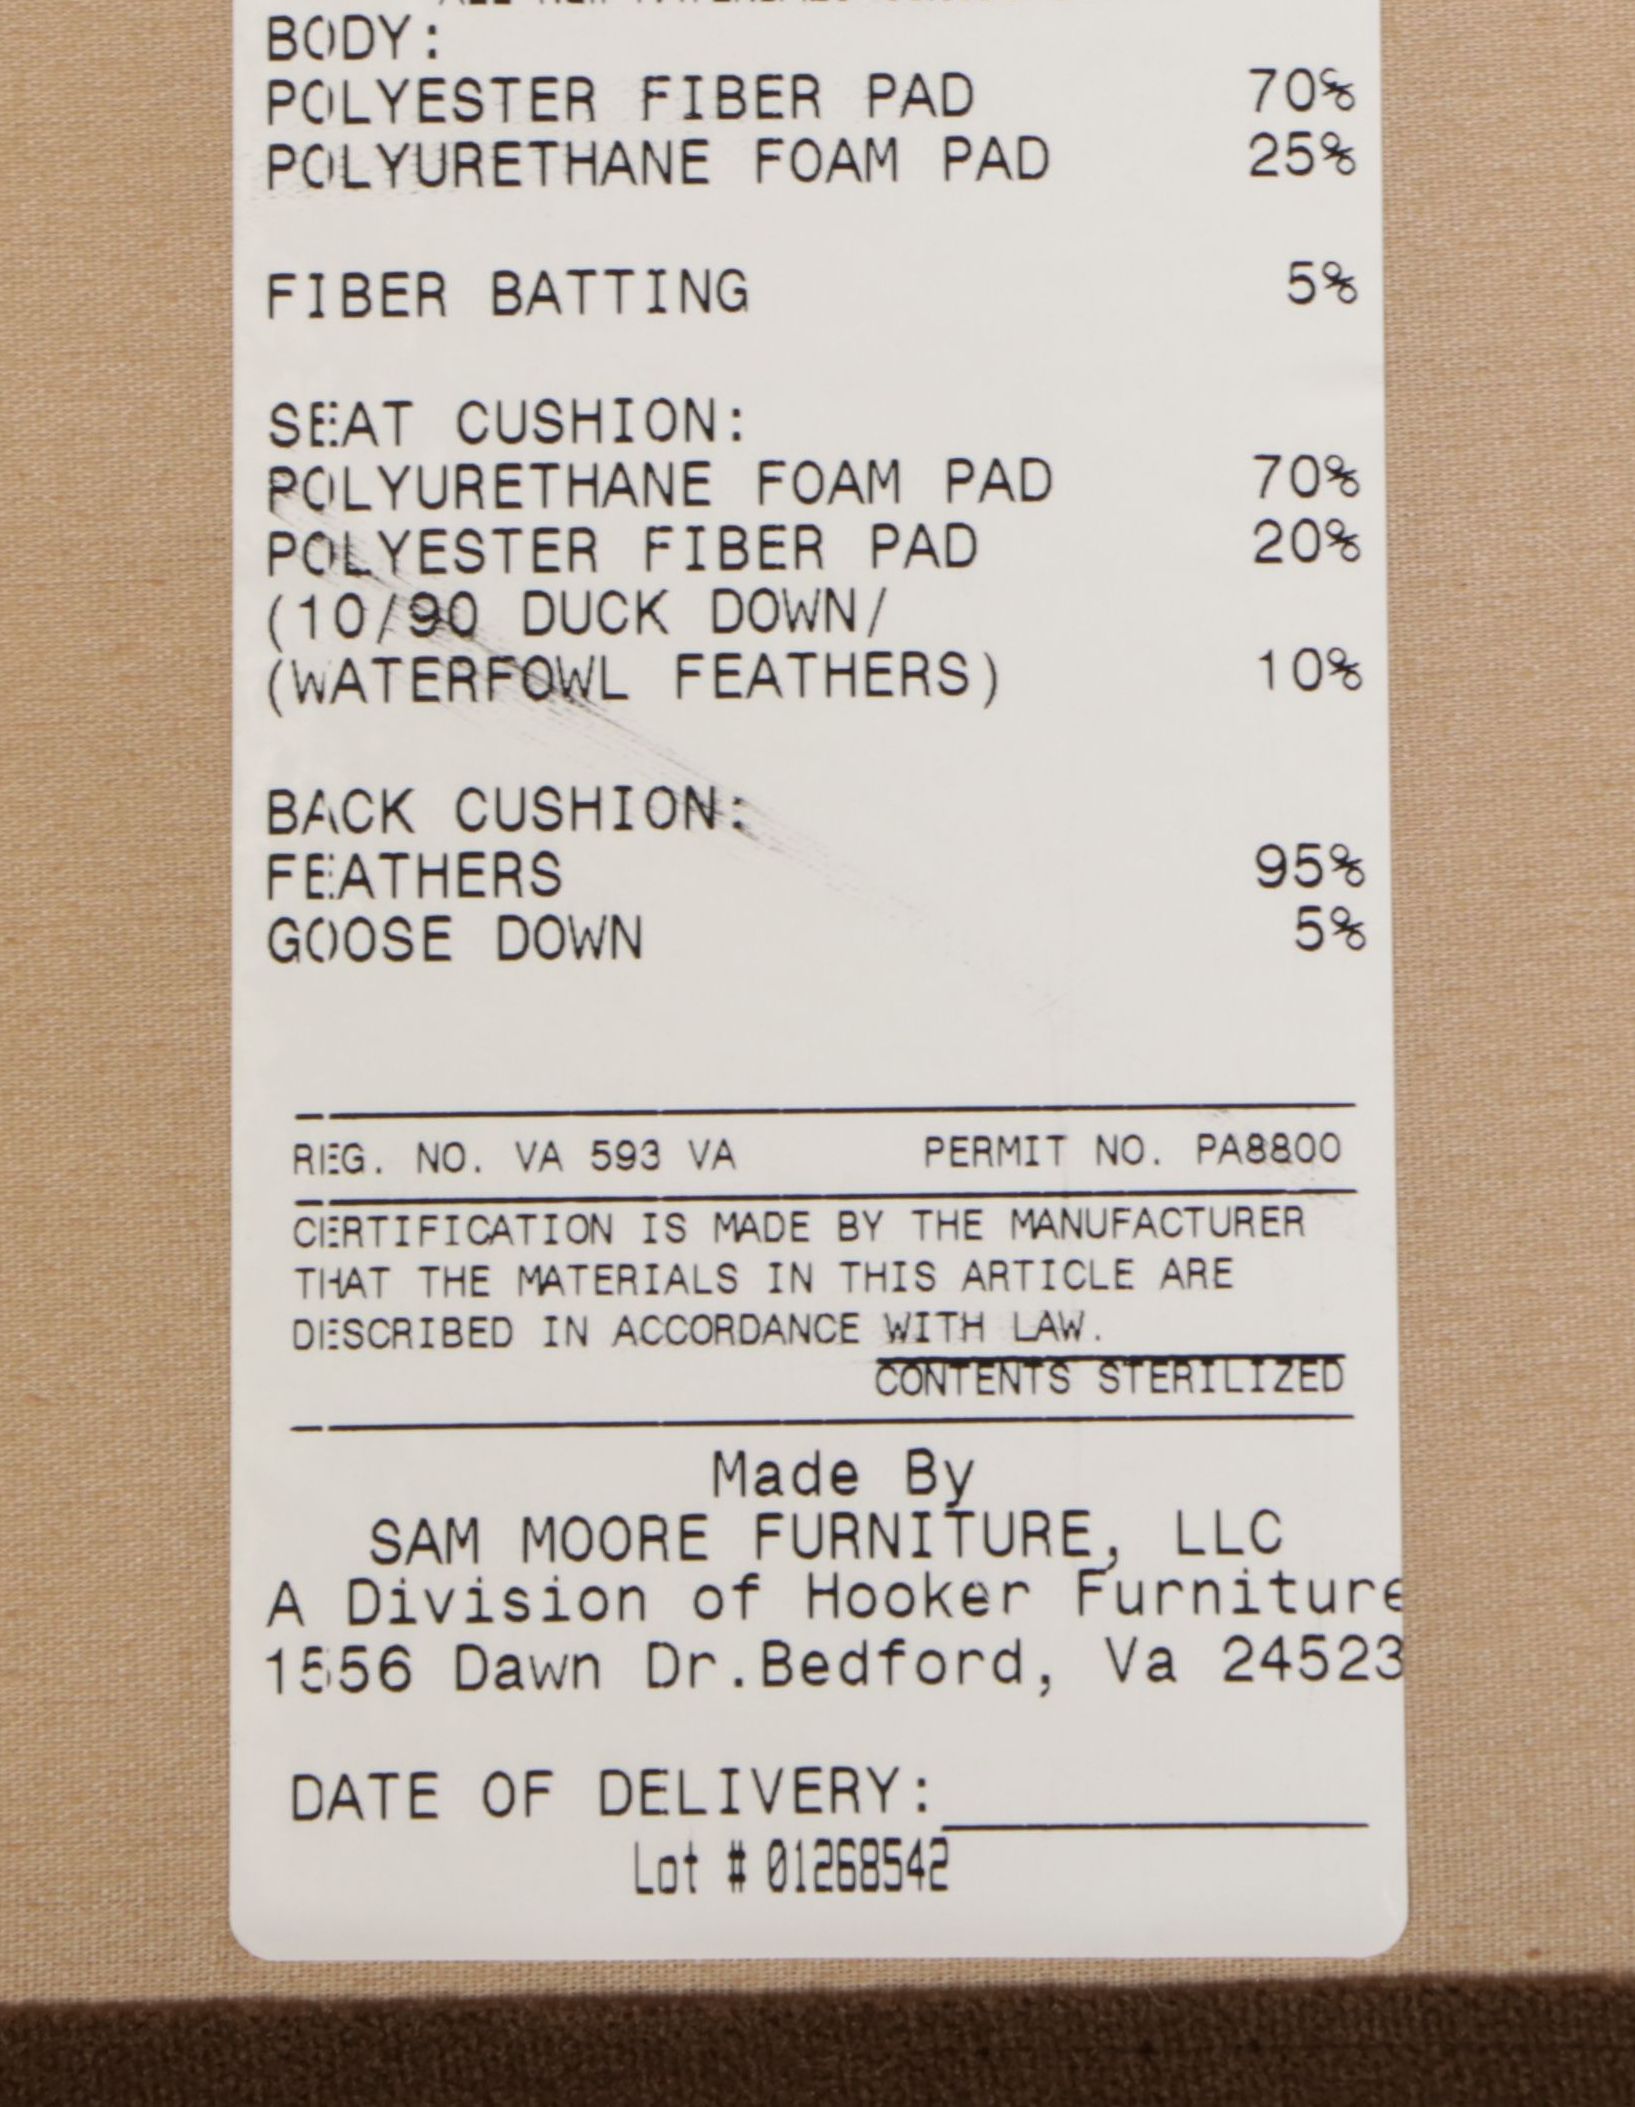 BODY:
POLYESTER FIBER PAD 70%
POLYURETHANE FOAM PAD 25%
FIBER BATTING 5%
SEAT CUSHION:
POLYURETHANE FOAM PAD 70%
POLYESTER FIBER PAD 20%
(10/90 DUCK DOWN/
(WATERFOWL FEATHERS) 10%
BACK CUSHION:
FEATHERS 95%
GOOSE DOWN 5%
REG. NO. VA 593 VA PERMIT NO. PA8800
CERTIFICATION IS MADE BY THE MANUFACTURER
THAT THE MATERIALS IN THIS ARTICLE ARE
DESCRIBED IN ACCORDANCE WITH LAW.
CONTENTS STERILIZED
Made By
SAM MOORE FURNITURE, LLC
A Division of Hooker Furniture
1556 Dawn Dr.Bedford, Va 24523
DATE OF DELIVERY:
Lot # 01268542